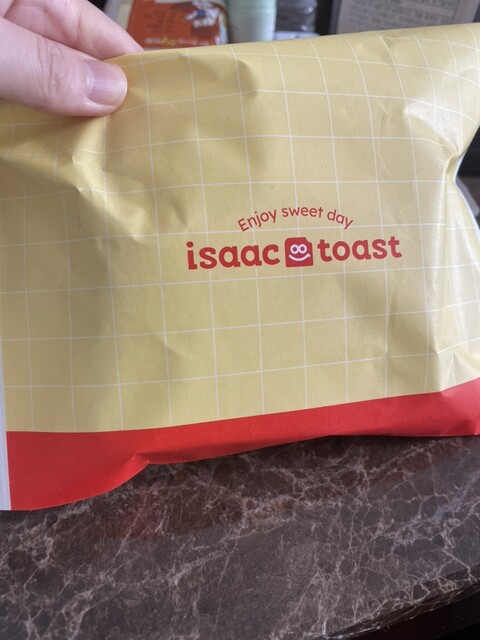 Enjoy sweet day
isaac toast